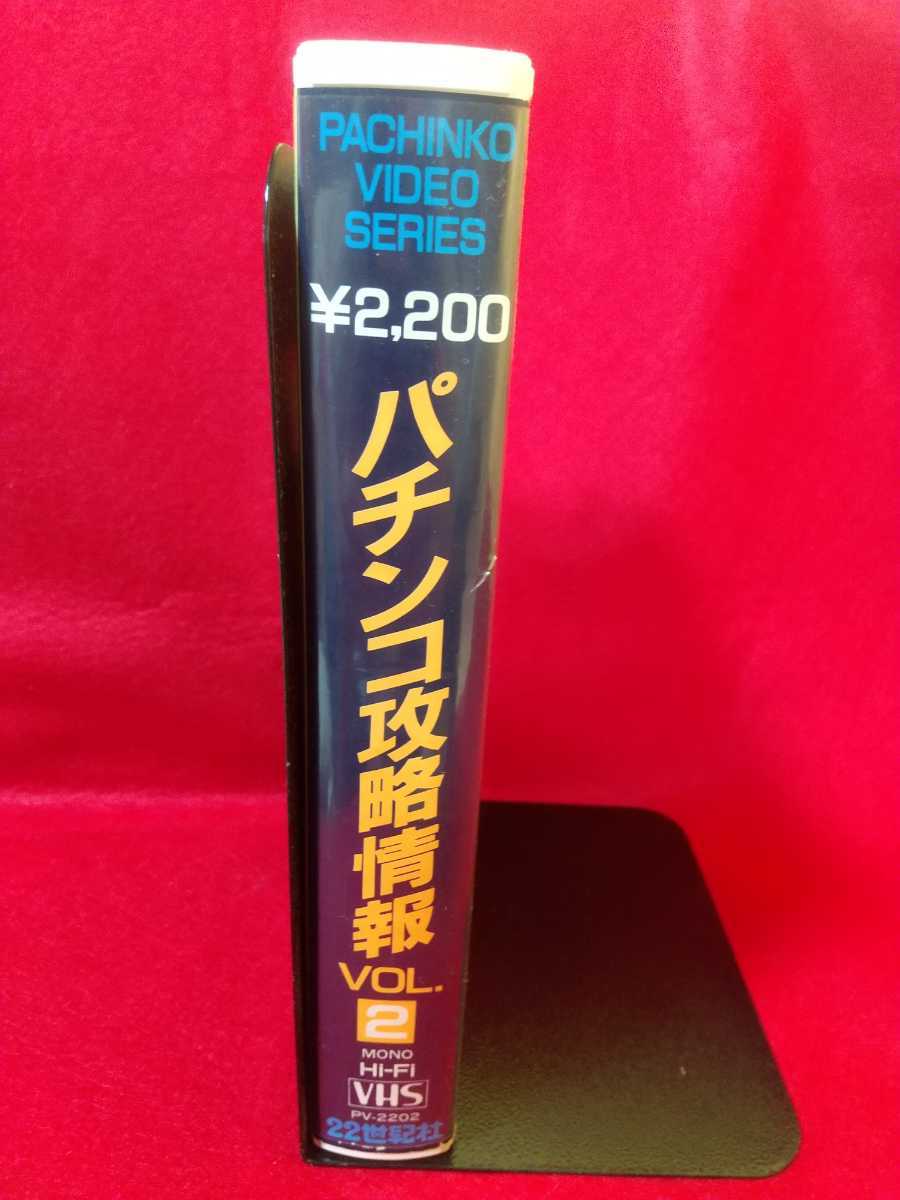 PACHINKO
VIDEO
SERIES
¥2,200
パチンコ攻略情報
VOL.
2
MONO
Hi-Fi
VHS
PV-2202
22世紀社